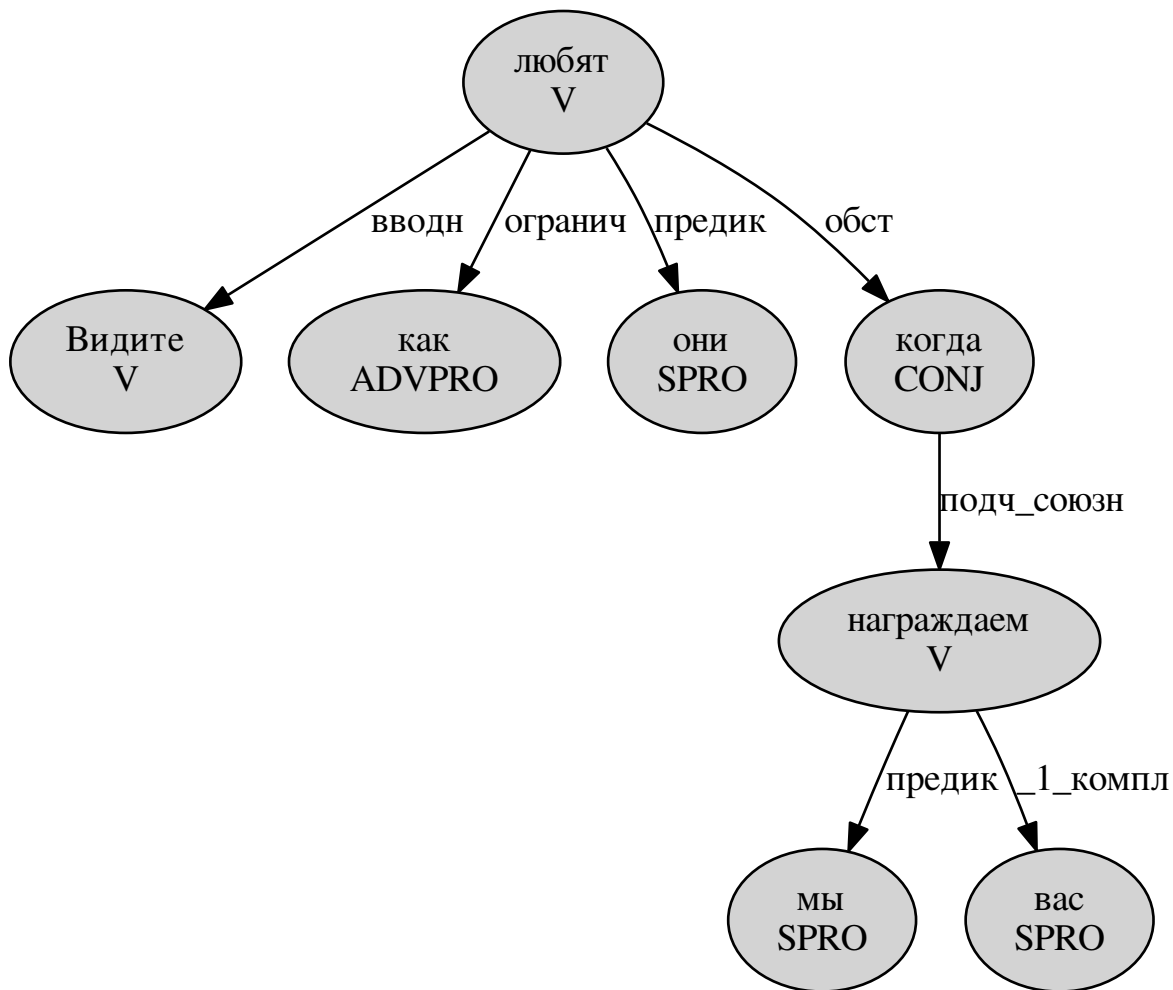 любят
V
вводн
огранич
предик
обст
Видите
V
как
ADVPRO
они
SPRO
когда
CONJ
подч_союзн
награждаем
V
предик
_1_компл
мы
SPRO
вас
SPRO